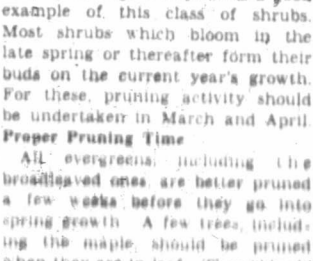 example of this class of shrubs.
Most shrubs which bloom in the
late spring or thereafter form their
buds on the current year's growth.
For these, pruning activity should
be undertaken in March and April.
Proper Pruning Time
All evergreens, including the
broadleaved ones, are better pruned
a few weeks before they go into
spring growth. A few trees, includ-
ing the maple, should be pruned